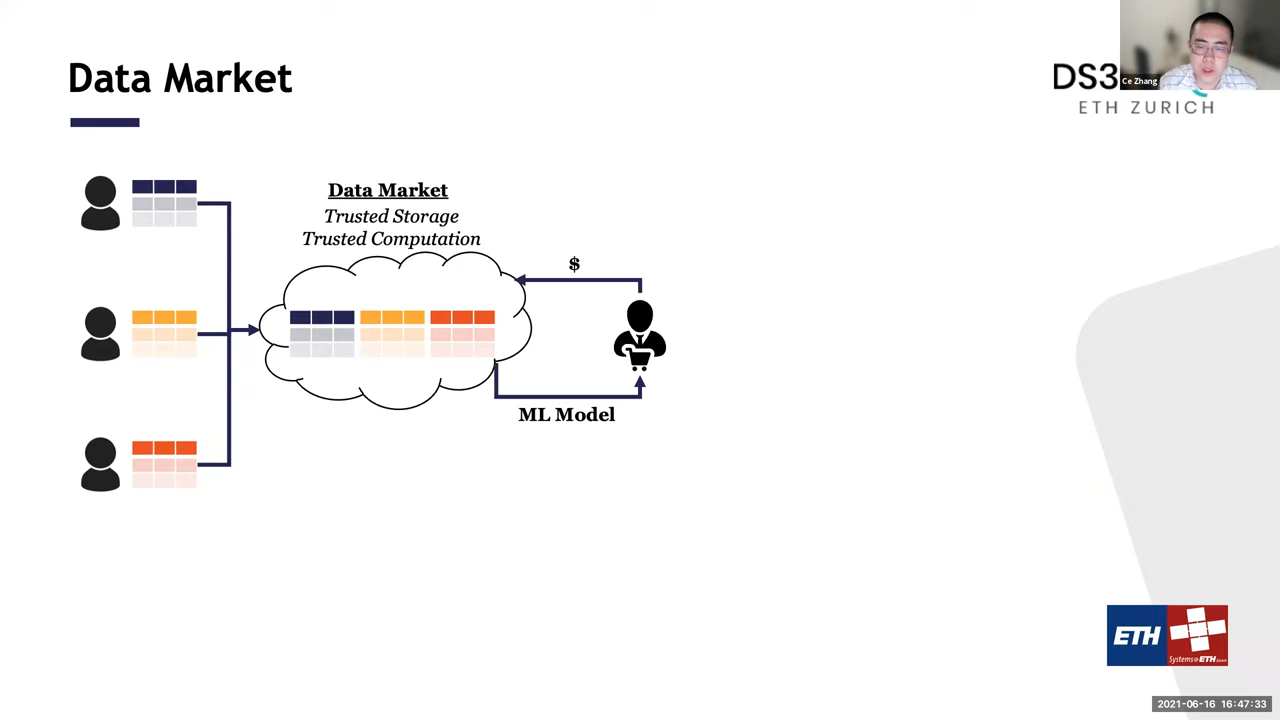 Data Market
DS3
Ce Zhang
ETH ZURICH
Data Market
Trusted Storage
Trusted Computation
$
ML Model
ETH
Systems@ETH Zürich
2021-06-16 16:47:33